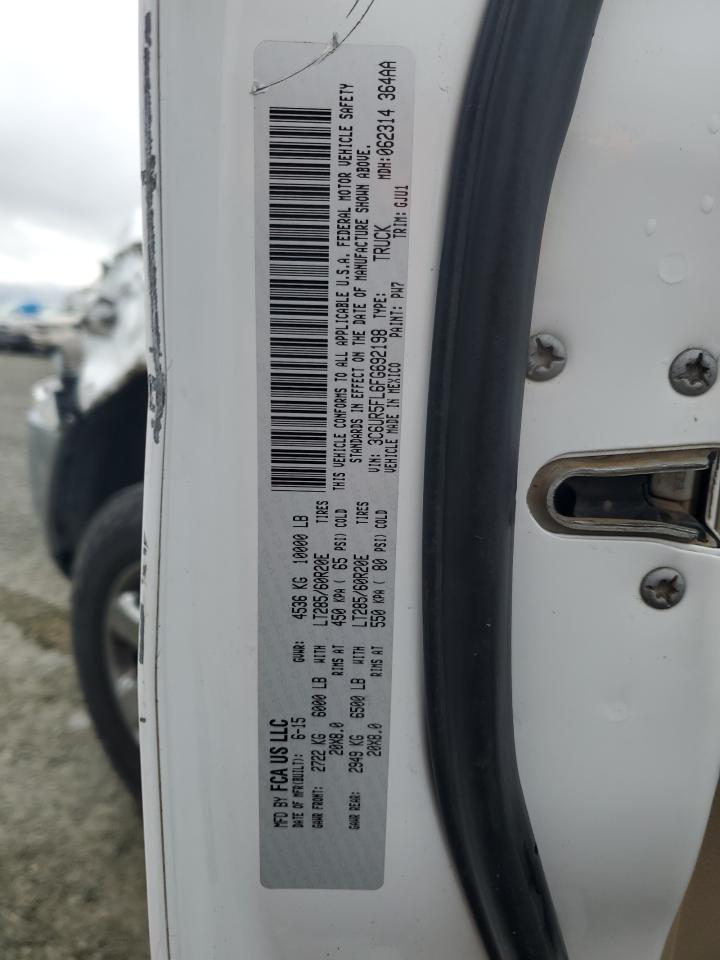 MFD BY FCA US LLC
DATE OF MFR(BUILT): 6-15 GVWR: 4536 KG 10000 LB
GAWR FRONT: 2722 KG 6000 LB WITH LT285/60R20E TIRES
20X8.0 RIMS AT 450 KPA ( 65 PSI) COLD
GAWR REAR: 2949 KG 6500 LB WITH LT285/60R20E TIRES
20X8.0 RIMS AT 550 KPA ( 80 PSI) COLD
THIS VEHICLE CONFORMS TO ALL APPLICABLE U.S.A. FEDERAL MOTOR VEHICLE SAFETY
STANDARDS IN EFFECT ON THE DATE OF MANUFACTURE SHOWN ABOVE.
VIN: 3C6UR5FL6FG692198 TYPE: TRUCK MDH:062314 364AA
VEHICLE MADE IN MEXICO PAINT: PW7 TRIM: GJU1